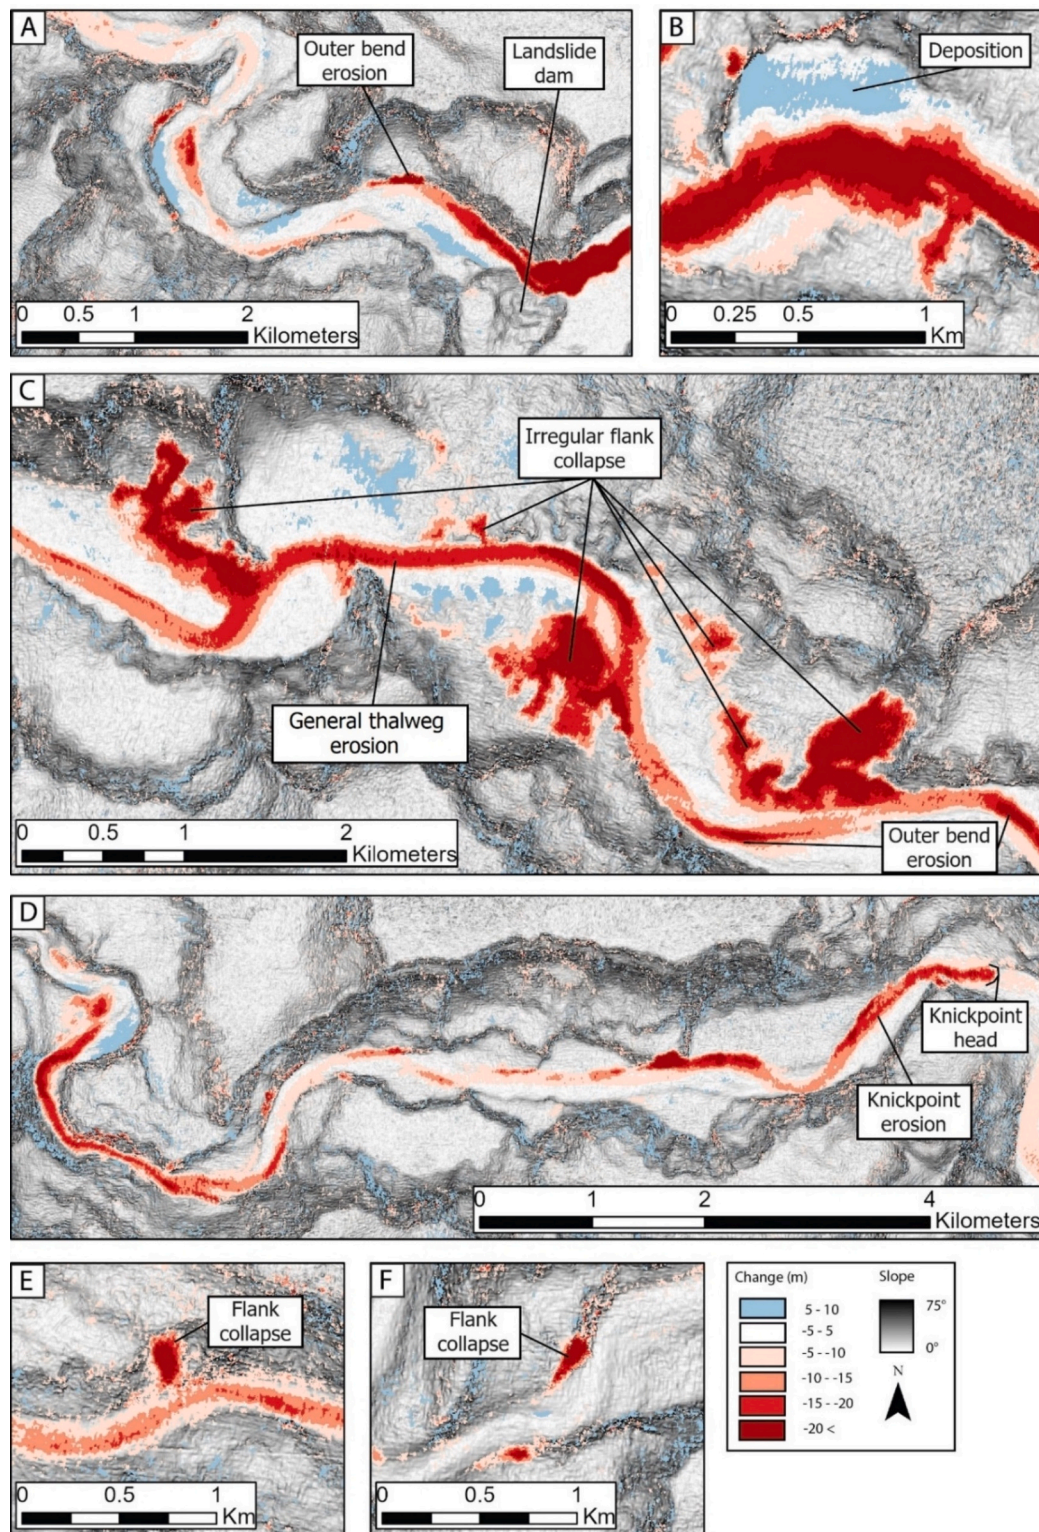 A
Outer bend
erosion
Landslide
dam
0 0.5 1 2
Kilometers
B
Deposition
0 0.25 0.5 1
Km
C
Irregular flank
collapse
General thalweg
erosion
Outer bend
erosion
0 0.5 1 2
Kilometers
D
Knickpoint
head
Knickpoint
erosion
0 1 2 4
Kilometers
E
Flank
collapse
0 0.5 1
Km
F
Flank
collapse
0 0.5 1
Km
Change (m) Slope
5 - 10
-5 - 5
-5 - -10
-10 - -15
-15 - -20
-20 <
75°
0°
N